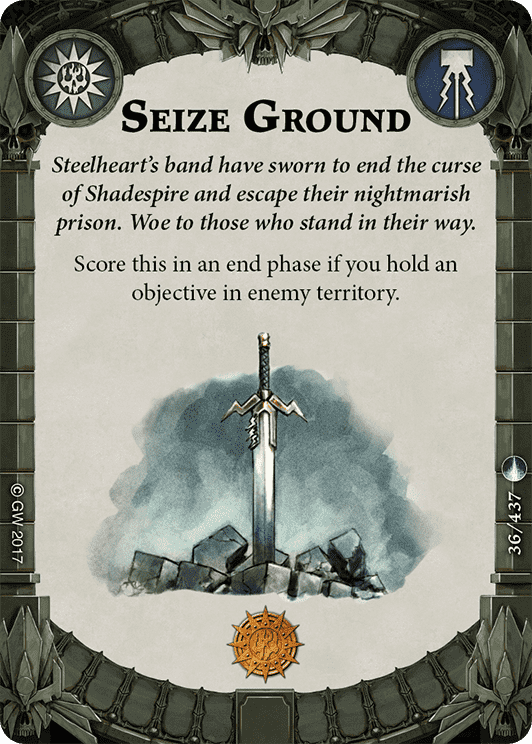 Seize Ground
Steelheart's band have sworn to end the curse
of Shadespire and escape their nightmarish
prison. Woe to those who stand in their way.
Score this in an end phase if you hold an
objective in enemy territory.
© GW 2017
36/437